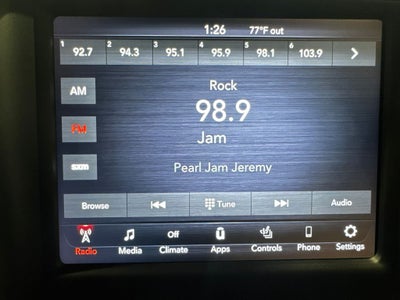 1:26 77°F out
1 92.7 2 94.3 3 95.1 4 95.9 5 98.1 6 103.9
AM
Rock
98.9
FM
Jam
sxm
Pearl Jam Jeremy
Browse Tune Audio
Off
Radio Media Climate Apps Controls Phone Settings